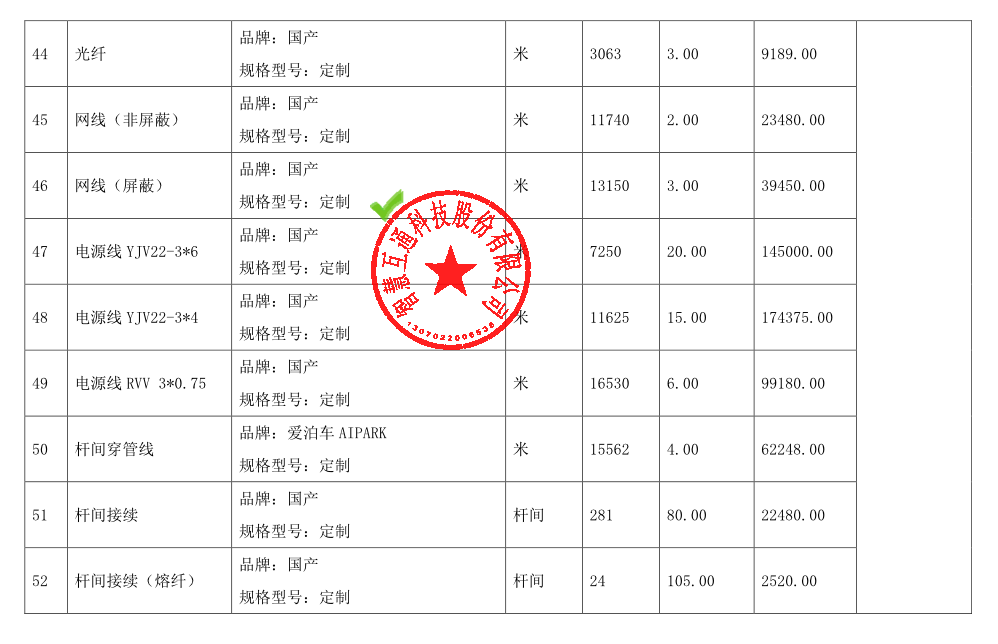 44 光纤 品牌：国产 规格型号：定制 米 3063 3.00 9189.00
45 网线（非屏蔽） 品牌：国产 规格型号：定制 米 11740 2.00 23480.00
46 网线（屏蔽） 品牌：国产 规格型号：定制 米 13150 3.00 39450.00
47 电源线 YJV22-3*6 品牌：国产 规格型号：定制 米 7250 20.00 145000.00
48 电源线 YJV22-3*4 品牌：国产 规格型号：定制 米 11625 15.00 174375.00
49 电源线 RVV 3*0.75 品牌：国产 规格型号：定制 米 16530 6.00 99180.00
50 杆间穿管线 品牌：爱泊车 AIPARK 规格型号：定制 米 15562 4.00 62248.00
51 杆间接续 品牌：国产 规格型号：定制 杆间 281 80.00 22480.00
52 杆间接续（熔纤） 品牌：国产 规格型号：定制 杆间 24 105.00 2520.00
智慧互通科技股份有限公司
1307022006536